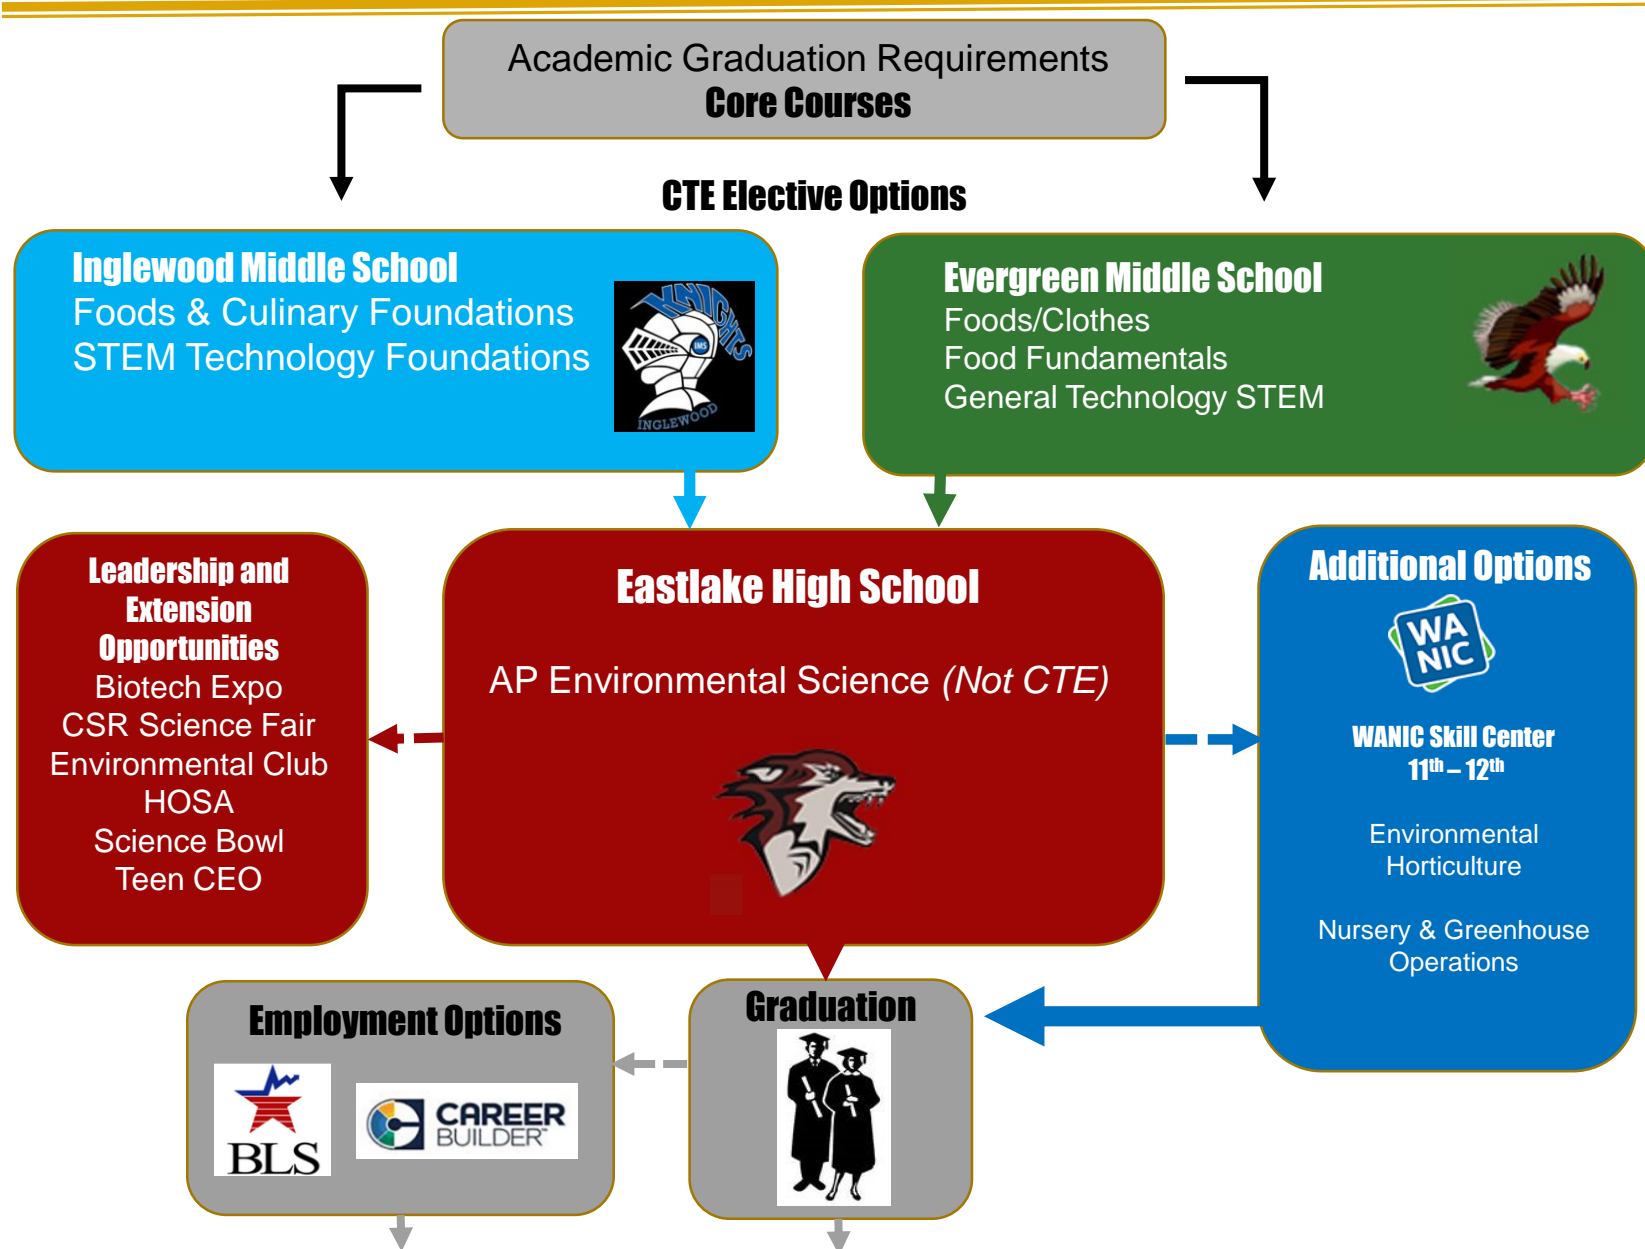 Academic Graduation Requirements
Core Courses
CTE Elective Options
Inglewood Middle School
Foods & Culinary Foundations
STEM Technology Foundations
KNIGHTS
IMS
INGLEWOOD
Evergreen Middle School
Foods/Clothes
Food Fundamentals
General Technology STEM
Leadership and
Extension
Opportunities
Biotech Expo
CSR Science Fair
Environmental Club
HOSA
Science Bowl
Teen CEO
Eastlake High School
AP Environmental Science (Not CTE)
Additional Options
WA
NIC
WANIC Skill Center
11th – 12th
Environmental
Horticulture
Nursery & Greenhouse
Operations
Employment Options
BLS
CAREER
BUILDER™
Graduation